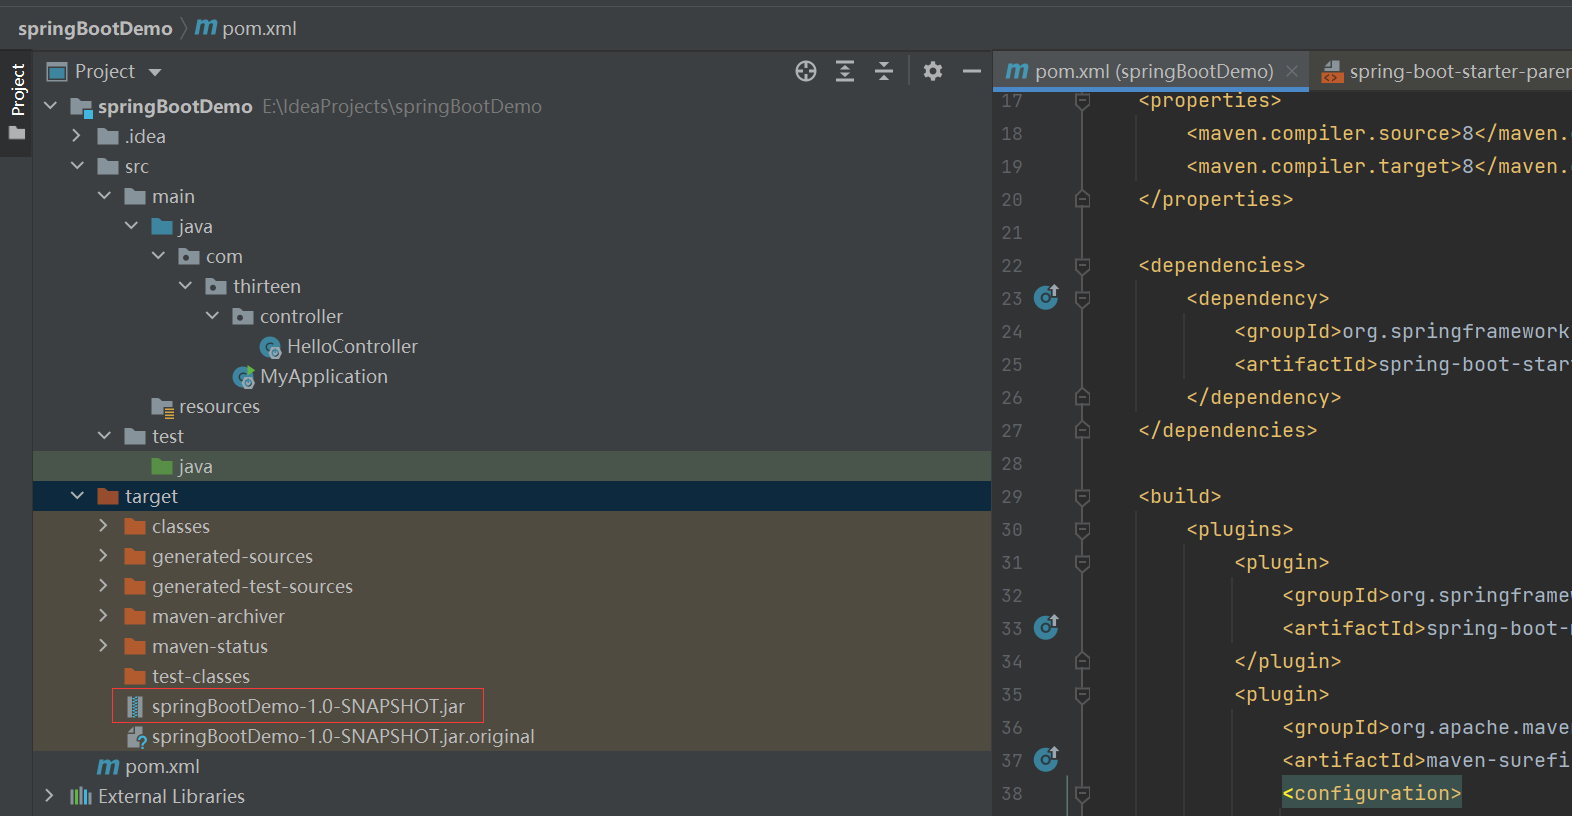 springBootDemo pom.xml
Project
Project
springBootDemo E:\IdeaProjects\springBootDemo
.idea
src
main
java
com
thirteen
controller
HelloController
MyApplication
resources
test
java
target
classes
generated-sources
generated-test-sources
maven-archiver
maven-status
test-classes
springBootDemo-1.0-SNAPSHOT.jar
springBootDemo-1.0-SNAPSHOT.jar.original
pom.xml
External Libraries
pom.xml (springBootDemo) spring-boot-starter-paren
17 <properties>
18 <maven.compiler.source>8</maven.
19 <maven.compiler.target>8</maven.
20 </properties>
21
22 <dependencies>
23 <dependency>
24 <groupId>org.springframework
25 <artifactId>spring-boot-star
26 </dependency>
27 </dependencies>
28
29 <build>
30 <plugins>
31 <plugin>
32 <groupId>org.springframew
33 <artifactId>spring-boot-
34 </plugin>
35 <plugin>
36 <groupId>org.apache.mave
37 <artifactId>maven-surefi
38 <configuration>